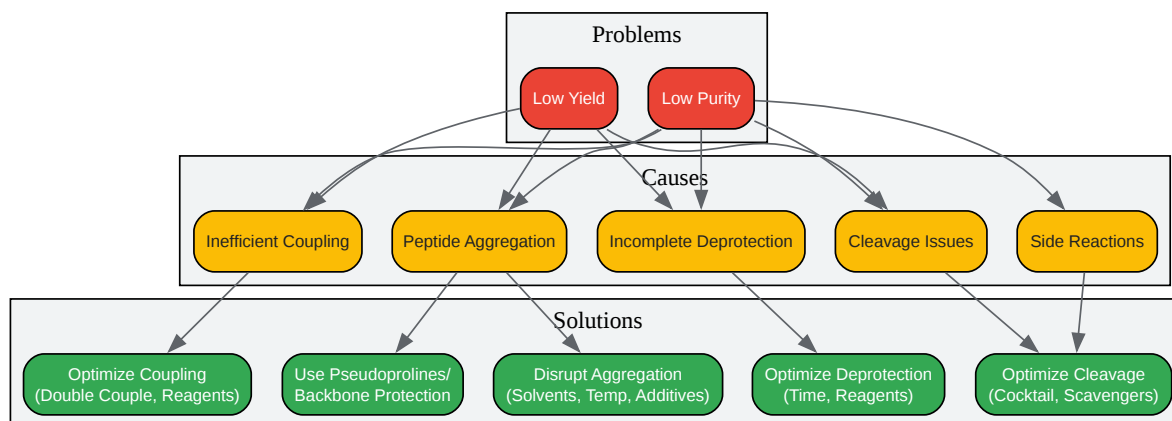 Problems
Low Yield
Low Purity
Causes
Inefficient Coupling
Peptide Aggregation
Incomplete Deprotection
Cleavage Issues
Side Reactions
Solutions
Optimize Coupling
(Double Couple, Reagents)
Use Pseudoprolines/
Backbone Protection
Disrupt Aggregation
(Solvents, Temp, Additives)
Optimize Deprotection
(Time, Reagents)
Optimize Cleavage
(Cocktail, Scavengers)